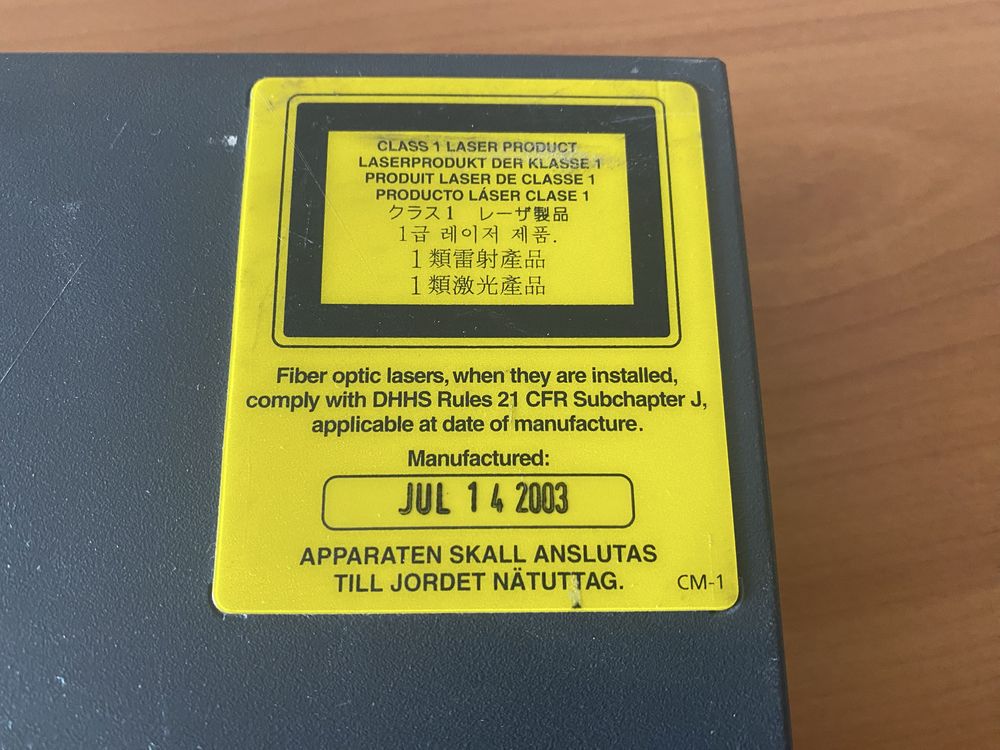 CLASS 1 LASER PRODUCT
LASERPRODUKT DER KLASSE 1
PRODUIT LASER DE CLASSE 1
PRODUCTO LÁSER CLASE 1
クラス1 レーザ製品
1급 레이저 제품.
1類雷射產品
1類激光產品
Fiber optic lasers, when they are installed,
comply with DHHS Rules 21 CFR Subchapter J,
applicable at date of manufacture.
Manufactured:
JUL 14 2003
APPARATEN SKALL ANSLUTAS
TILL JORDET NÄTUTTAG.
CM-1